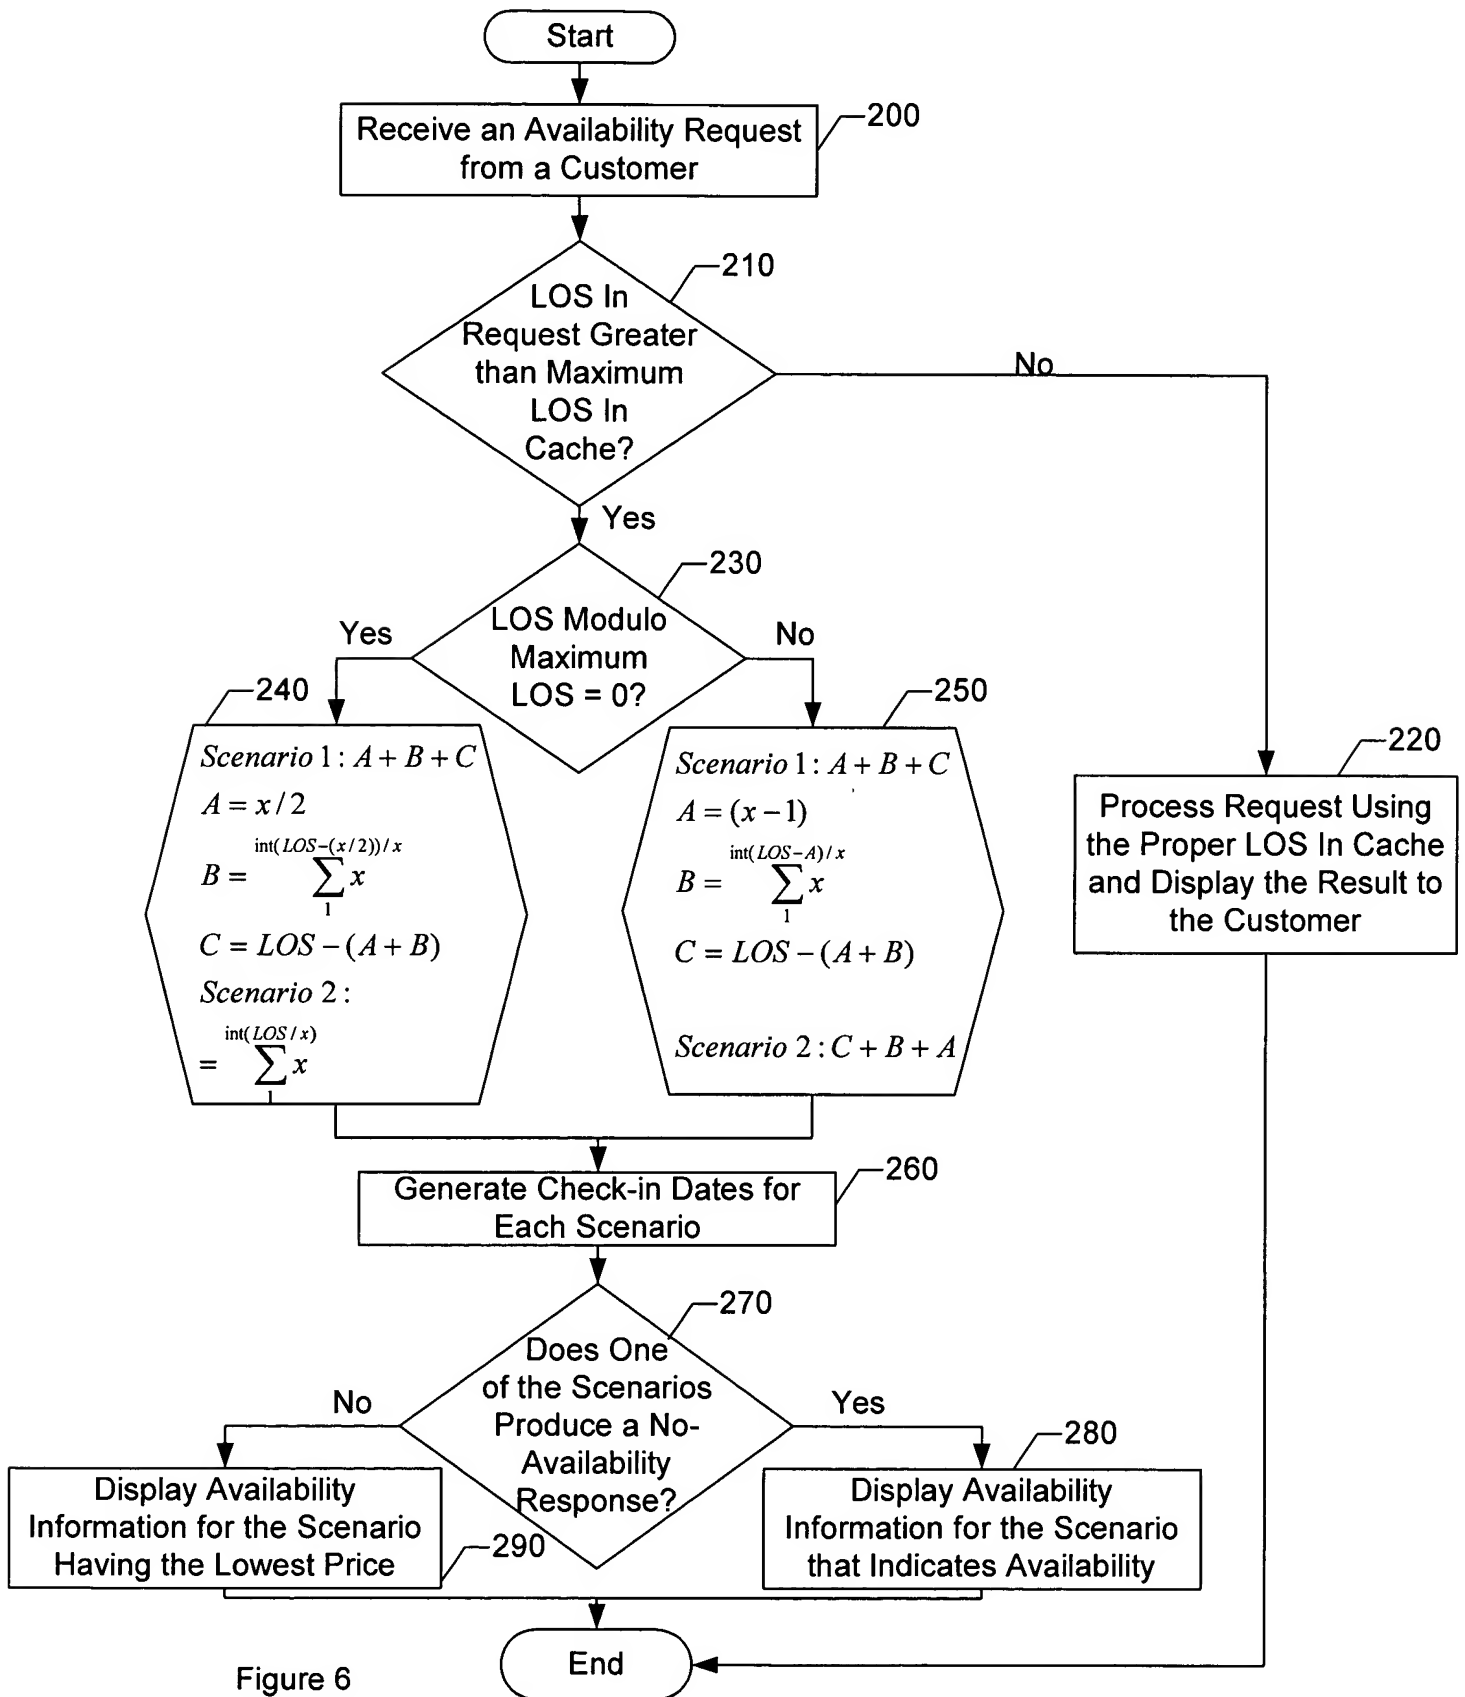 Start
Receive an Availability Request
from a Customer
200
LOS In
Request Greater
than Maximum
LOS In
Cache?
210
No
Yes
LOS Modulo
Maximum
LOS = 0?
230
Yes
No
240
Scenario 1 : A + B + C
A = x / 2
int(LOS-(x/2))/x
B = ∑ x
1
C = LOS − (A + B)
Scenario 2 :
int(LOS / x)
= ∑ x
1
250
Scenario 1 : A + B + C
A = (x − 1)
int(LOS-A)/x
B = ∑ x
1
C = LOS − (A + B)
Scenario 2 : C + B + A
220
Process Request Using
the Proper LOS In Cache
and Display the Result to
the Customer
Generate Check-in Dates for
Each Scenario
260
Does One
of the Scenarios
Produce a No-
Availability
Response?
270
No
Yes
Display Availability
Information for the Scenario
Having the Lowest Price
290
280
Display Availability
Information for the Scenario
that Indicates Availability
End
Figure 6